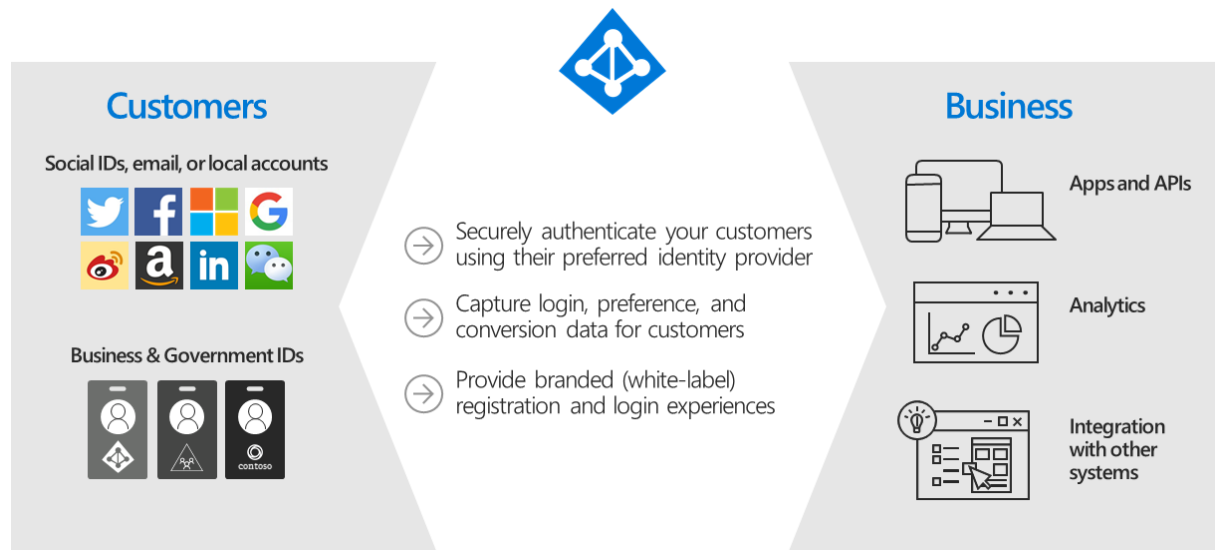 Customers
Social IDs, email, or local accounts
a
in
Business & Government IDs
contoso
Securely authenticate your customers
using their preferred identity provider
Capture login, preference, and
conversion data for customers
Provide branded (white-label)
registration and login experiences
Business
Apps and APIs
Analytics
Integration
with other
systems